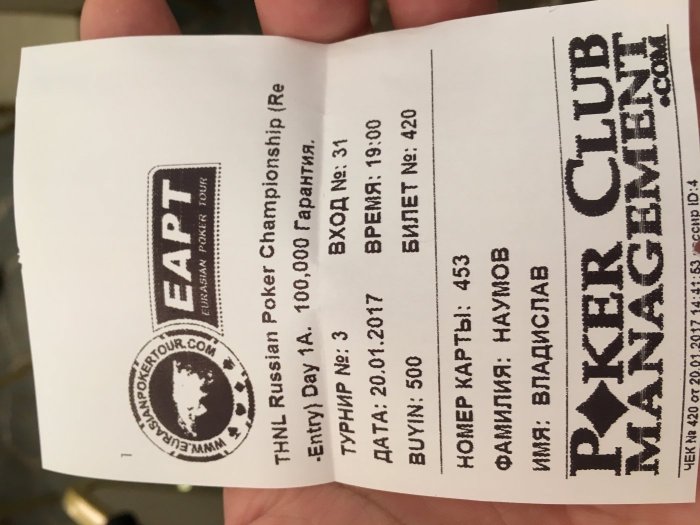 WWW.EURASIANPOKERTOUR.COM
EAPT
EURASIAN POKER TOUR
THNL Russian Poker Championship (Re
-Entry) Day 1A. 100,000 Гарантия.
ТУРНИР №: 3 ВХОД №: 31
ДАТА: 20.01.2017 ВРЕМЯ: 19:00
BUYIN: 500 БИЛЕТ №: 420
НОМЕР КАРТЫ: 453
ФАМИЛИЯ: НАУМОВ
ИМЯ: ВЛАДИСЛАВ
POKER CLUB
MANAGEMENT
.COM
ЧЕК № 420 от 20.01.2017 14:41:53 ID:4